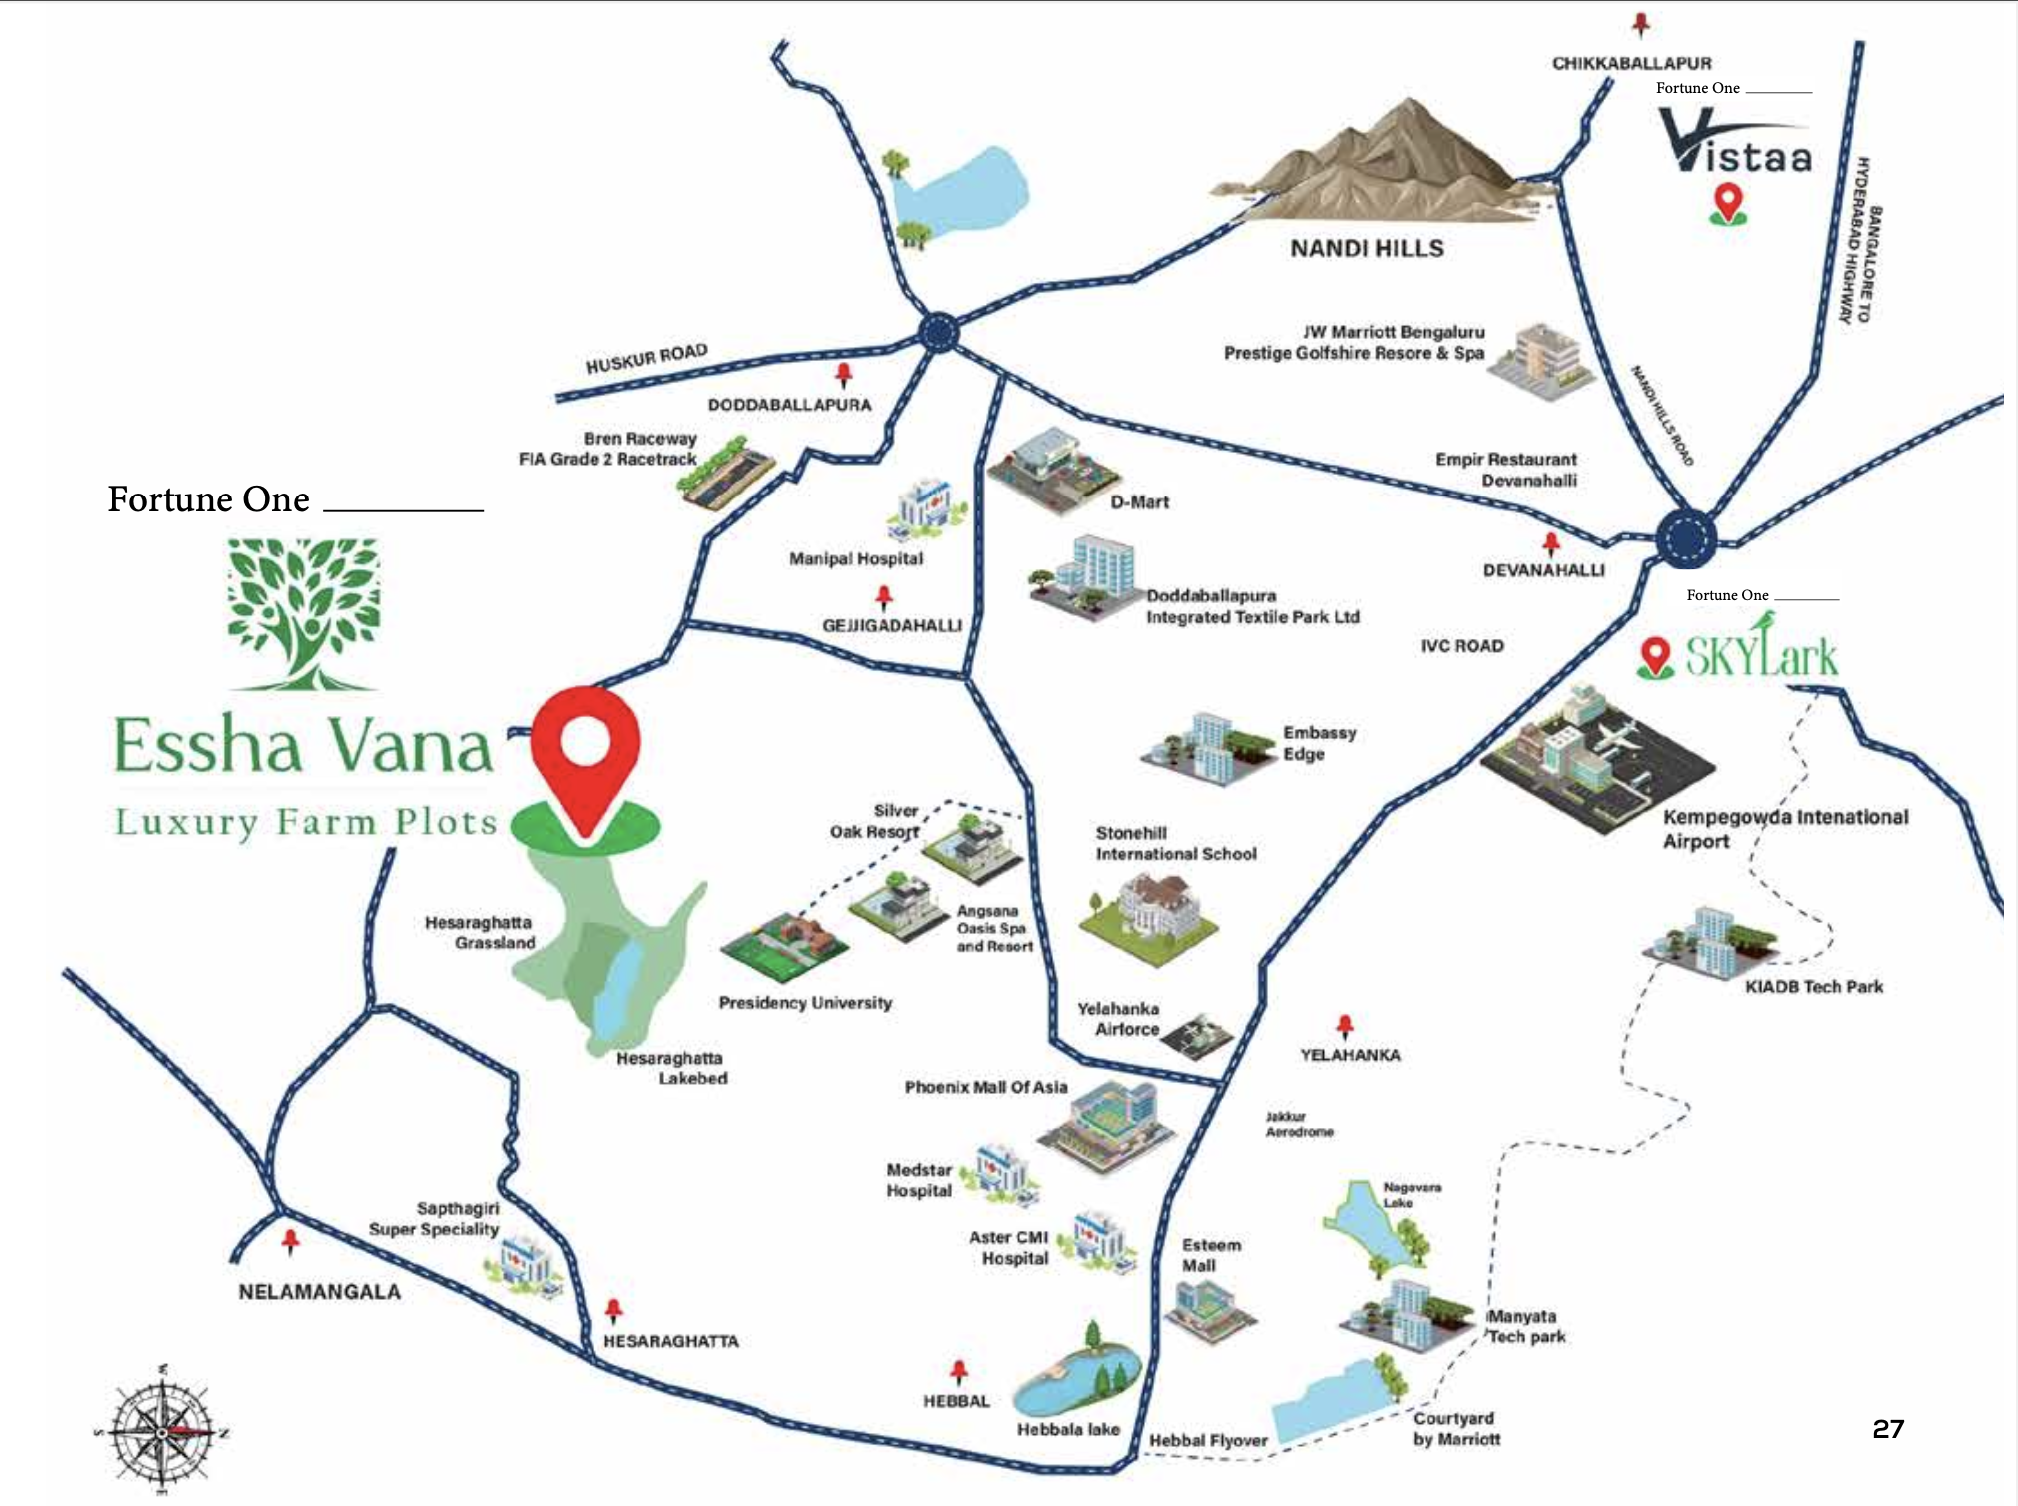 CHIKKABALLAPUR
Fortune One
Vistaa
BANGALORE TO
HYDERABAD HIGHWAY
NANDI HILLS
JW Marriott Bengaluru
Prestige Golfshire Resore & Spa
NANDI HILLS ROAD
HUSKUR ROAD
DODDABALLAPURA
Bren Raceway
FIA Grade 2 Racetrack
D-Mart
Empir Restaurant
Devanahalli
Manipal Hospital
DEVANAHALLI
GEJJIGADAHALLI
Doddaballapura
Integrated Textile Park Ltd
IVC ROAD
Fortune One
SKYLark
Fortune One
Essha Vana
Luxury Farm Plots
Embassy
Edge
Kempegowda Intenational
Airport
Silver
Oak Resort
Stonehill
International School
Angsana
Oasis Spa
and Resort
Hesaraghatta
Grassland
Presidency University
KIADB Tech Park
Yelahanka
Airforce
YELAHANKA
Hesaraghatta
Lakebed
Phoenix Mall Of Asia
Jakkur
Aerodrome
Medstar
Hospital
Nagavara
Lake
Sapthagiri
Super Speciality
Aster CMI
Hospital
Esteem
Mall
NELAMANGALA
Manyata
Tech park
HESARAGHATTA
HEBBAL
Hebbala lake
Hebbal Flyover
Courtyard
by Marriott
W
S
N
E
27